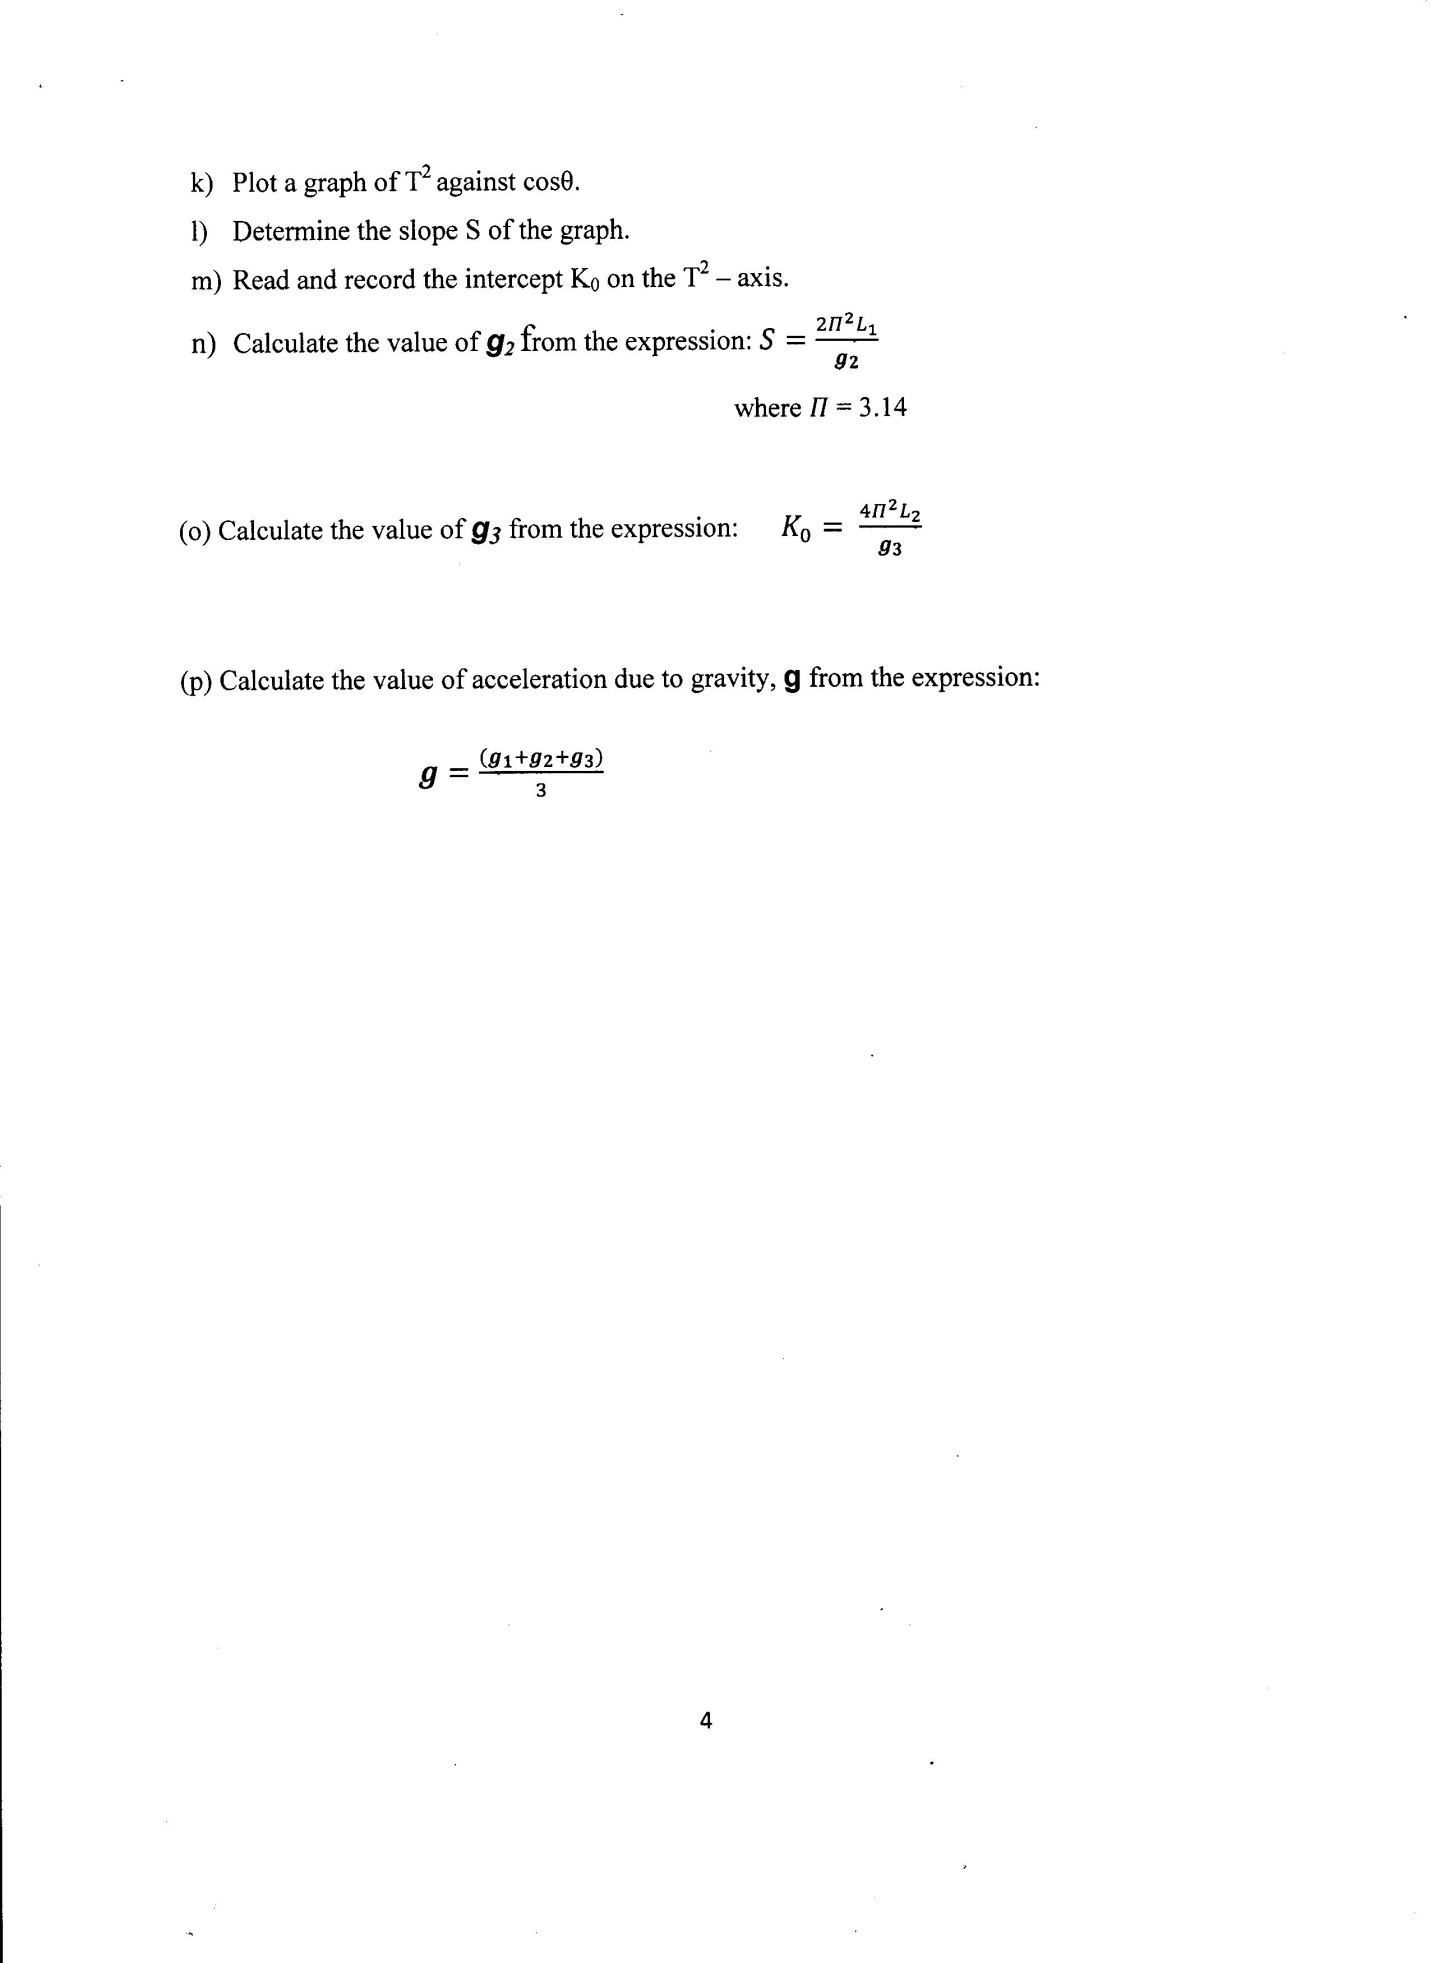 k) Plot a graph of T² against cosθ.
l) Determine the slope S of the graph.
m) Read and record the intercept K₀ on the T² – axis.
n) Calculate the value of g₂ from the expression: S = 2Π²L₁ / g₂
where Π = 3.14
(o) Calculate the value of g₃ from the expression: K₀ = 4Π²L₂ / g₃
(p) Calculate the value of acceleration due to gravity, g from the expression:
g = (g₁+g₂+g₃) / 3
4